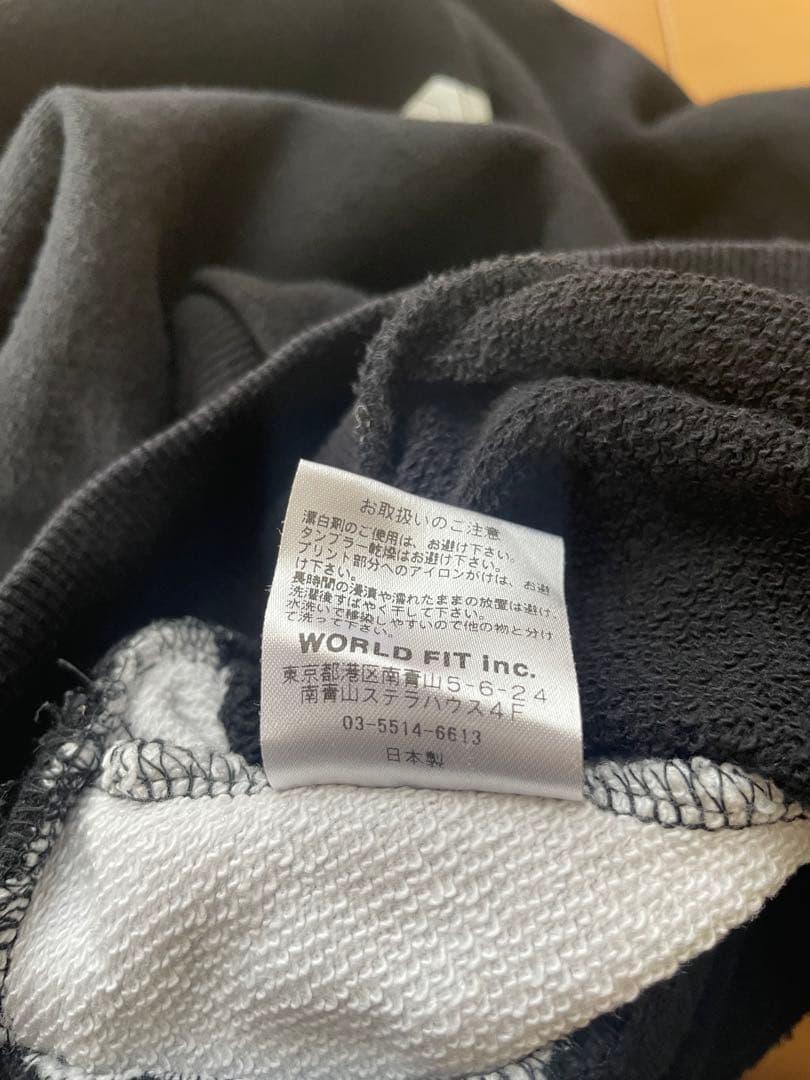 お取扱いのご注意
漂白剤のご使用は、お避け下さい。
タンブラー乾燥はお避け下さい。
プリント部分へのアイロンがけは、お避
け下さい。
長時間の浸漬や濡れたままの放置は避け、
洗濯後すばやく干して下さい。
水洗いで移染しやすいので他の物と分け
て洗って下さい。
WORLD FIT inc.
東京都港区南青山5-6-24
南青山ステラハウス4F
03-5514-6613
日本製